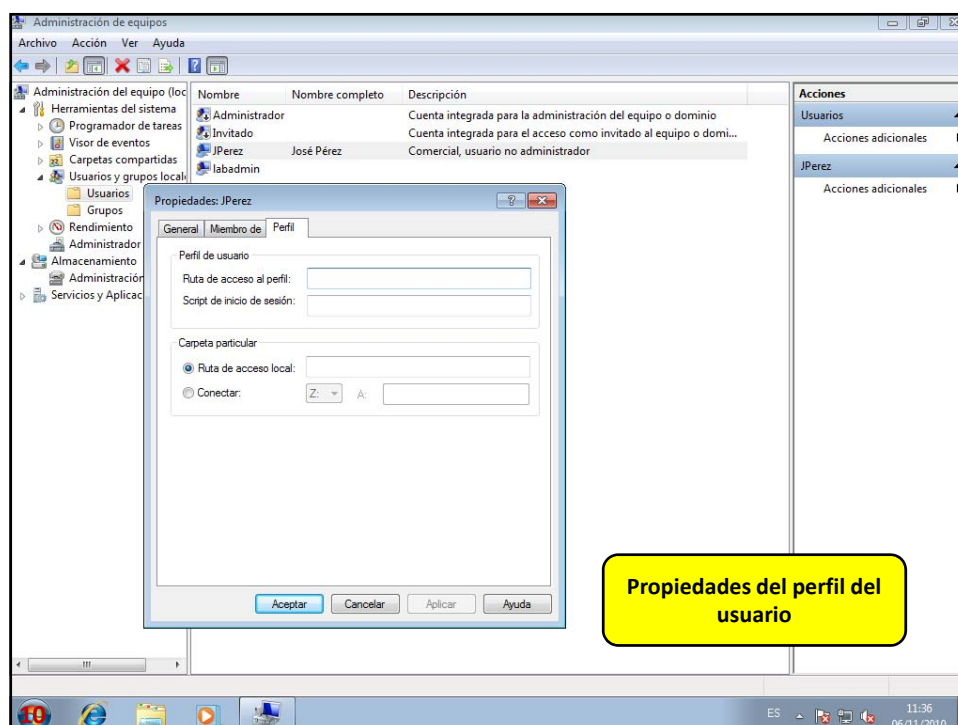 Administración de equipos
Archivo Acción Ver Ayuda
Administración del equipo (loc
Herramientas del sistema
Programador de tareas
Visor de eventos
Carpetas compartidas
Usuarios y grupos local
Usuarios
Grupos
Rendimiento
Administrador
Almacenamiento
Administración
Servicios y Aplicac
Nombre Nombre completo Descripción
Administrador Cuenta integrada para la administración del equipo o dominio
Invitado Cuenta integrada para el acceso como invitado al equipo o domi...
JPerez José Pérez Comercial, usuario no administrador
labadmin
Acciones
Usuarios
Acciones adicionales
JPerez
Acciones adicionales
Propiedades: JPerez
General Miembro de Perfil
Perfil de usuario
Ruta de acceso al perfil:
Script de inicio de sesión:
Carpeta particular
Ruta de acceso local:
Conectar: Z: A:
Aceptar Cancelar Aplicar Ayuda
Propiedades del perfil del
usuario
10
ES 11:36
06/11/2010